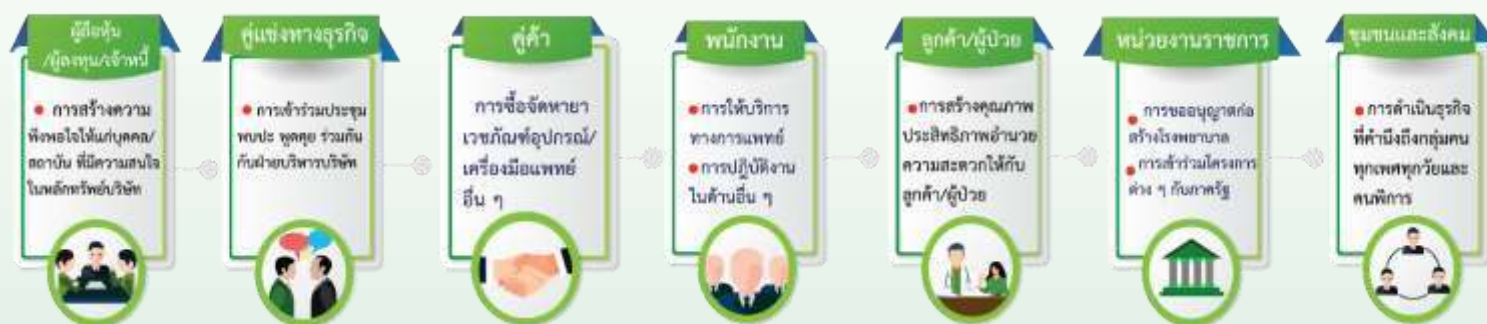 ผู้ถือหุ้น
/ผู้ลงทุน/เจ้าหนี้
● การสร้างความ
พึงพอใจให้แก่บุคคล/
สถาบัน ที่มีความสนใจ
ในหลักทรัพย์บริษัท
คู่แข่งทางธุรกิจ
● การเข้าร่วมประชุม
พบปะ พูดคุย ร่วมกัน
กับฝ่ายบริหารบริษัท
คู่ค้า
การซื้อจัดหายา
เวชภัณฑ์อุปกรณ์/
เครื่องมือแพทย์
อื่น ๆ
พนักงาน
●การให้บริการ
ทางการแพทย์
●การปฏิบัติงาน
ในด้านอื่น ๆ
ลูกค้า/ผู้ป่วย
●การสร้างคุณภาพ
ประสิทธิภาพอำนวย
ความสะดวกให้กับ
ลูกค้า/ผู้ป่วย
หน่วยงานราชการ
● การขออนุญาตก่อ
สร้างโรงพยาบาล
●การเข้าร่วมโครงการ
ต่าง ๆ กับภาครัฐ
ชุมชนและสังคม
●การดำเนินธุรกิจ
ที่คำนึงถึงกลุ่มคน
ทุกเพศทุกวัยและ
คนพิการ